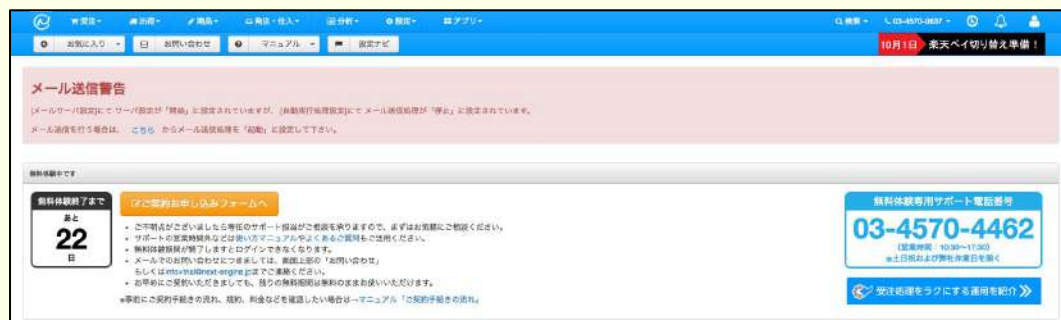 受注 出荷 商品 発注・仕入 分析 設定 アプリ 検索 03-4570-0637
お気に入り お問い合わせ マニュアル 設定ナビ 10月1日 楽天ペイ切り替え準備！
メール送信警告
[メールサーバ設定]にて サーバ設定が「開始」に設定されていますが、[自動実行処理設定]にて メール送信処理が「停止」に設定されています。
メール送信を行う場合は、 こちら からメール送信処理を「起動」に設定して下さい。
無料体験中です
無料体験終了まで
あと
22
日
ご契約お申し込みフォームへ
ご不明点がございましたら専任のサポート担当がご相談を承りますので、まずはお気軽にご相談ください。
サポートの営業時間外などは使い方マニュアルやよくあるご質問もご活用ください。
無料体験期間が終了しますとログインできなくなります。
メールでのお問い合わせにつきましては、画面上部の「お問い合わせ」
もしくはinfo+trial@next-engine.jpまでご連絡ください。
お早めにご契約いただきましても、残りの無料期間は無料のままお使いいただけます。
※事前にご契約手続きの流れ、規約、料金などを確認したい場合は→マニュアル「ご契約手続きの流れ」
無料体験専用サポート電話番号
03-4570-4462
（営業時間：10:30～17:30）
※土日祝および弊社休業日を除く
受注処理をラクにする運用を紹介